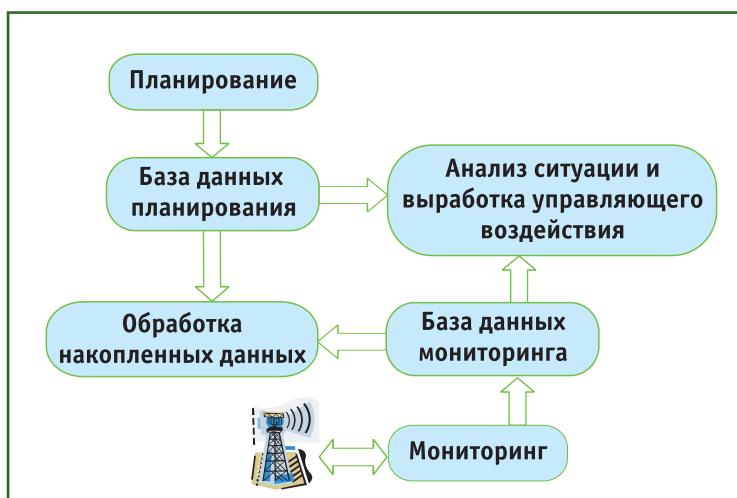 Планирование
База данных
планирования
Анализ ситуации и
выработка управляющего
воздействия
Обработка
накопленных данных
База данных
мониторинга
Мониторинг